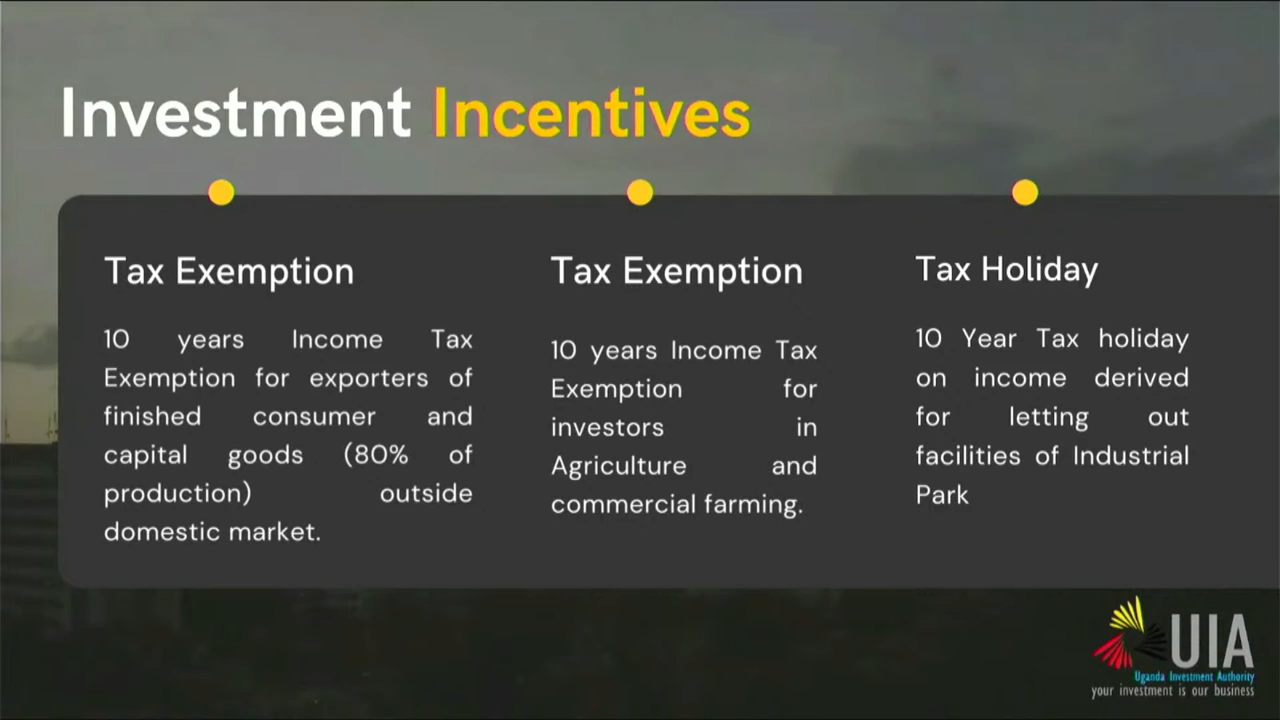 Investment Incentives
Tax Exemption
10 years Income Tax
Exemption for exporters of
finished consumer and
capital goods (80% of
production) outside
domestic market.
Tax Exemption
10 years Income Tax
Exemption for
investors in
Agriculture and
commercial farming.
Tax Holiday
10 Year Tax holiday
on income derived
for letting out
facilities of Industrial
Park
UIA
Uganda Investment Authority
your investment is our business